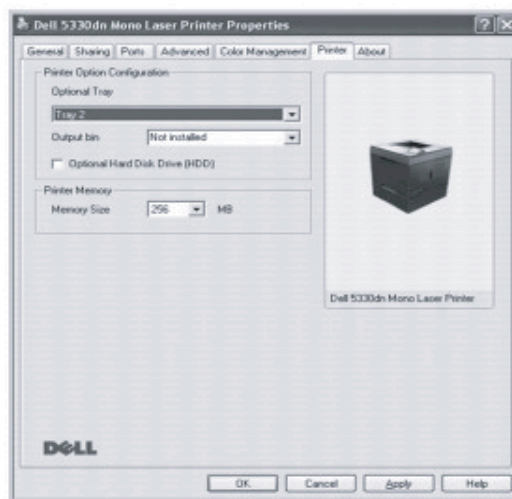 Dell 5330dn Mono Laser Printer Properties
General Sharing Ports Advanced Color Management Printer About
Printer Option Configuration
Optional Tray
Tray 2
Output bin Not installed
Optional Hard Disk Drive (HDD)
Printer Memory
Memory Size 256 MB
Dell 5330dn Mono Laser Printer
DELL
OK Cancel Apply Help